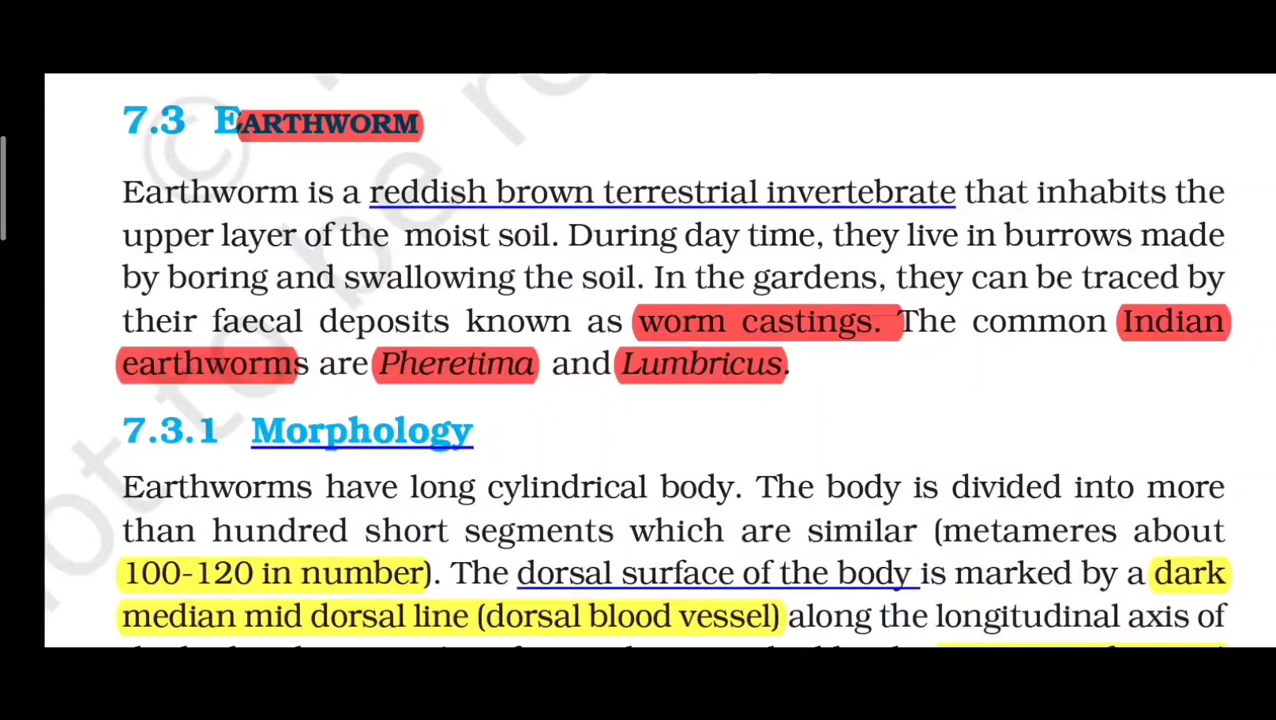 7.3 EARTHWORM
Earthworm is a reddish brown terrestrial invertebrate that inhabits the
upper layer of the moist soil. During day time, they live in burrows made
by boring and swallowing the soil. In the gardens, they can be traced by
their faecal deposits known as worm castings. The common Indian
earthworms are Pheretima and Lumbricus.
7.3.1 Morphology
Earthworms have long cylindrical body. The body is divided into more
than hundred short segments which are similar (metameres about
100-120 in number). The dorsal surface of the body is marked by a dark
median mid dorsal line (dorsal blood vessel) along the longitudinal axis of